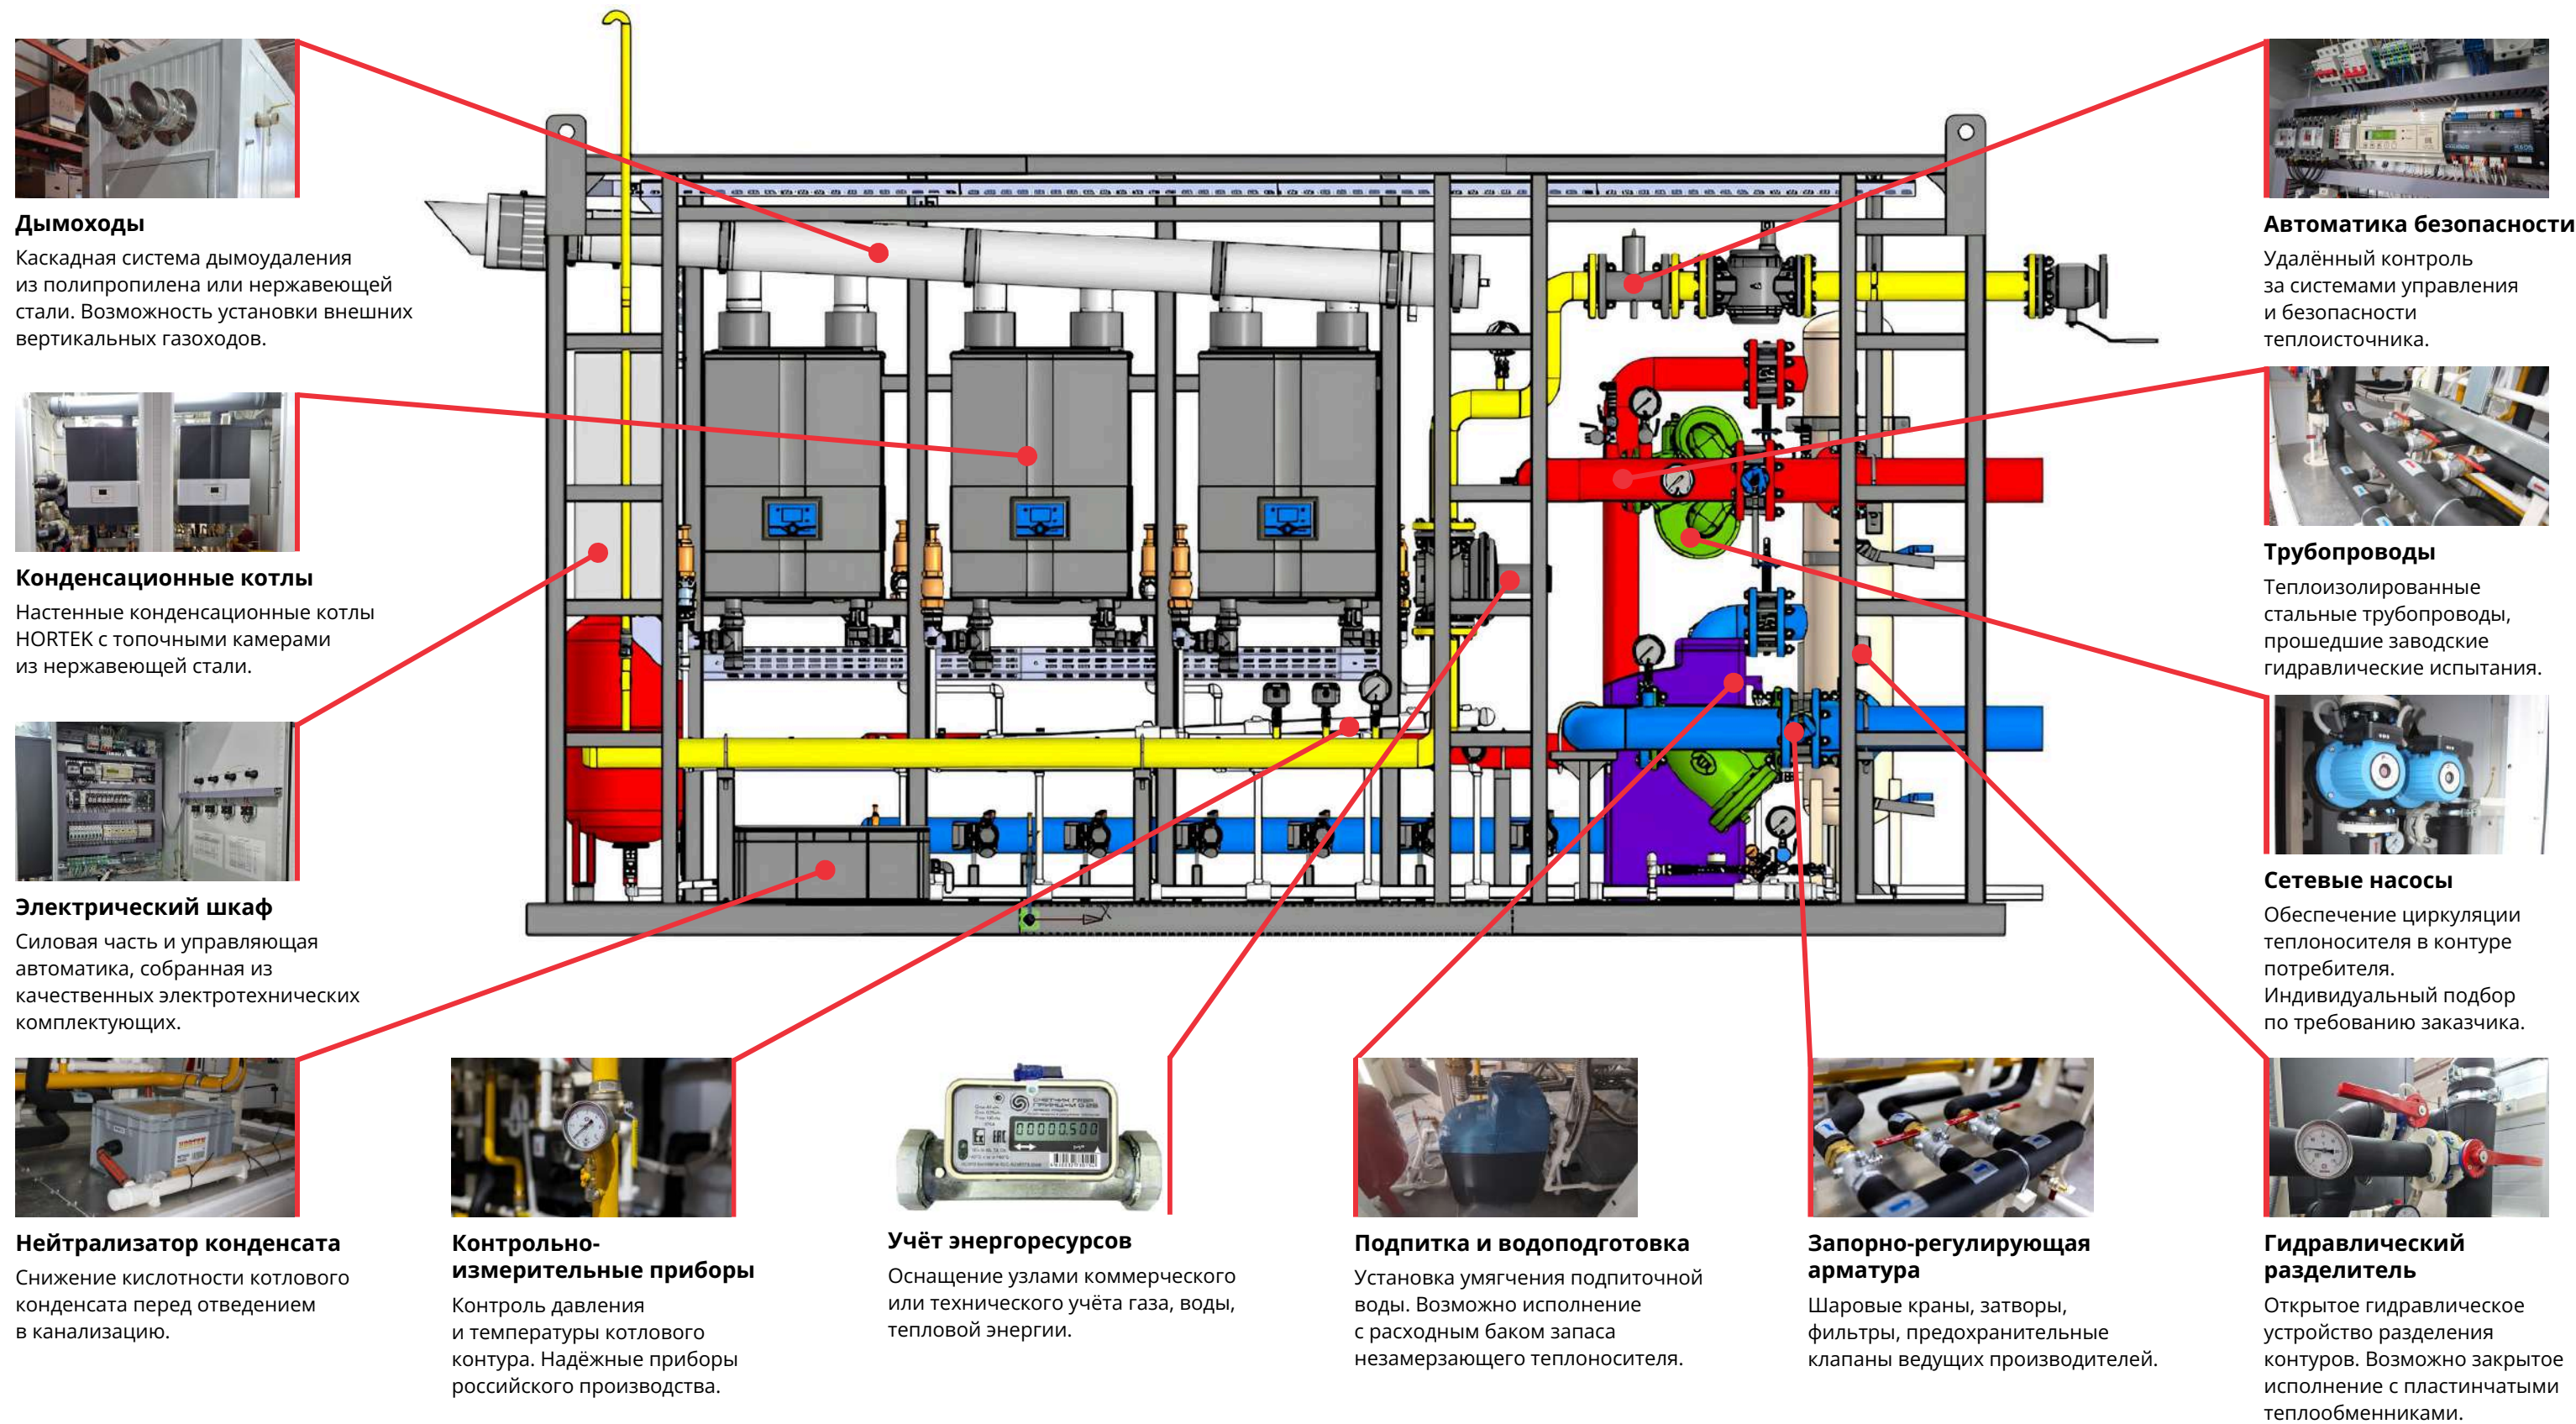 Дымоходы
Каскадная система дымоудаления
из полипропилена или нержавеющей
стали. Возможность установки внешних
вертикальных газоходов.
Конденсационные котлы
Настенные конденсационные котлы
HORTEK с топочными камерами
из нержавеющей стали.
Электрический шкаф
Силовая часть и управляющая
автоматика, собранная из
качественных электротехнических
комплектующих.
Нейтрализатор конденсата
Снижение кислотности котлового
конденсата перед отведением
в канализацию.
HORTEK
Контрольно-
измерительные приборы
Контроль давления
и температуры котлового
контура. Надёжные приборы
российского производства.
СЧЕТЧИК ГАЗА
00000.500
Ex
EAC
Учёт энергоресурсов
Оснащение узлами коммерческого
или технического учёта газа, воды,
тепловой энергии.
Подпитка и водоподготовка
Установка умягчения подпиточной
воды. Возможно исполнение
с расходным баком запаса
незамерзающего теплоносителя.
Запорно-регулирующая
арматура
Шаровые краны, затворы,
фильтры, предохранительные
клапаны ведущих производителей.
Автоматика безопасности
Удалённый контроль
за системами управления
и безопасности
теплоисточника.
Трубопроводы
Теплоизолированные
стальные трубопроводы,
прошедшие заводские
гидравлические испытания.
Сетевые насосы
Обеспечение циркуляции
теплоносителя в контуре
потребителя.
Индивидуальный подбор
по требованию заказчика.
Гидравлический
разделитель
Открытое гидравлическое
устройство разделения
контуров. Возможно закрытое
исполнение с пластинчатыми
теплообменниками.